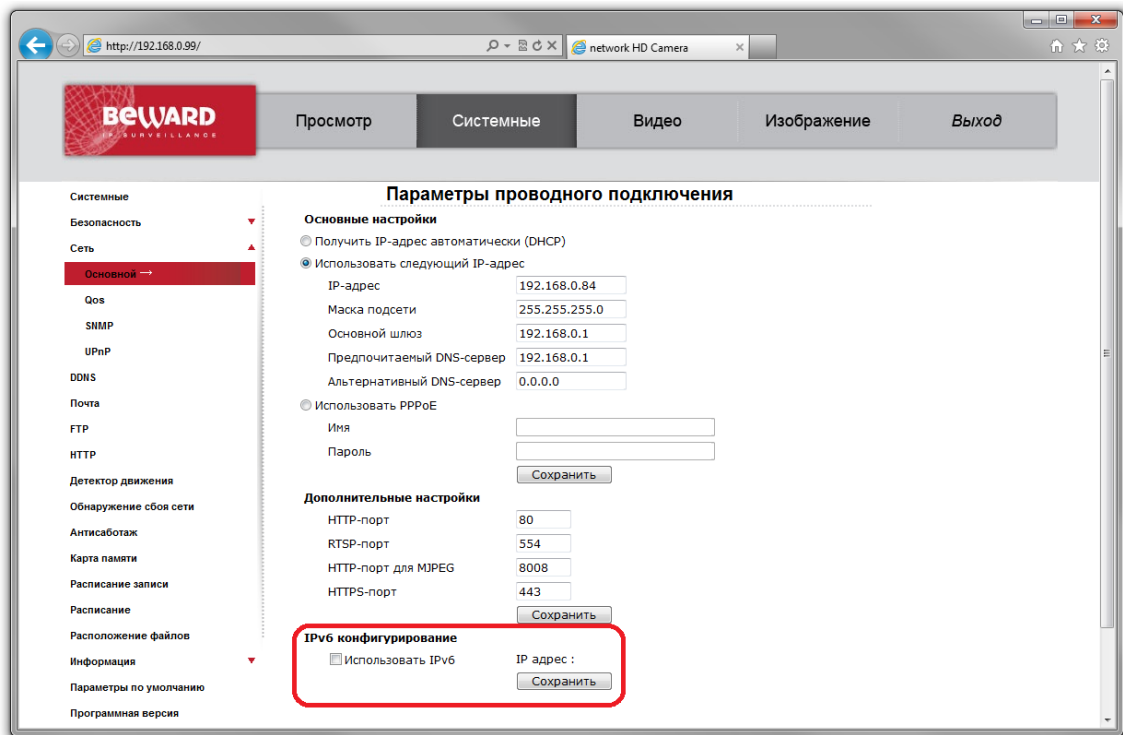 http://192.168.0.99/
network HD Camera
BEWARD
IP SURVEILLANCE
Просмотр
Системные
Видео
Изображение
Выход
Системные
Безопасность
Сеть
Основной →
Qos
SNMP
UPnP
DDNS
Почта
FTP
HTTP
Детектор движения
Обнаружение сбоя сети
Антисаботаж
Карта памяти
Расписание записи
Расписание
Расположение файлов
Информация
Параметры по умолчанию
Программная версия
Параметры проводного подключения
Основные настройки
Получить IP-адрес автоматически (DHCP)
Использовать следующий IP-адрес
IP-адрес 192.168.0.84
Маска подсети 255.255.255.0
Основной шлюз 192.168.0.1
Предпочитаемый DNS-сервер 192.168.0.1
Альтернативный DNS-сервер 0.0.0.0
Использовать PPPoE
Имя
Пароль
Сохранить
Дополнительные настройки
HTTP-порт 80
RTSP-порт 554
HTTP-порт для MJPEG 8008
HTTPS-порт 443
Сохранить
IPv6 конфигурирование
Использовать IPv6 IP адрес :
Сохранить